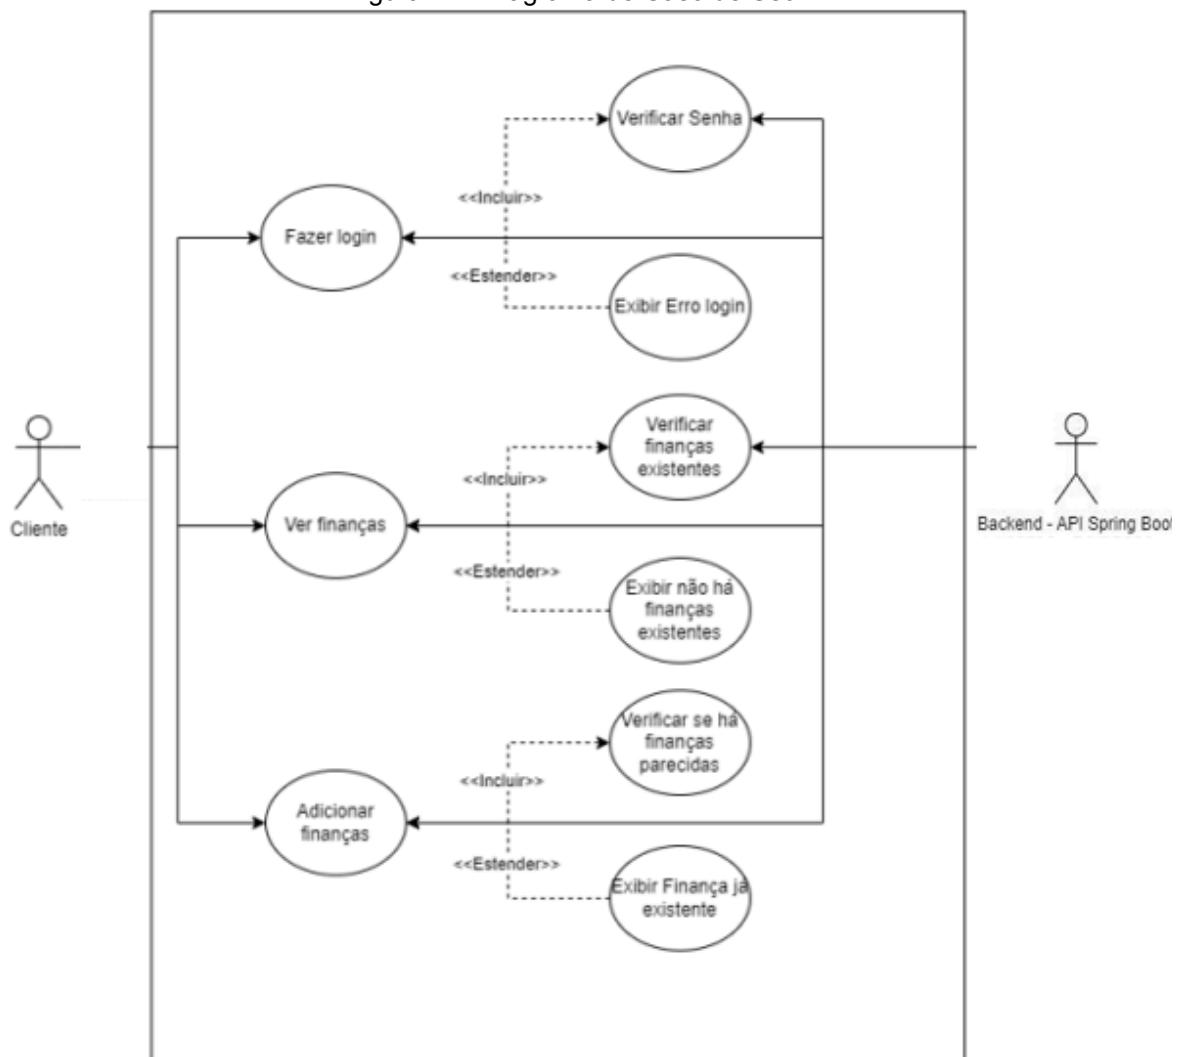 Verificar Senha
<<Incluir>>
Fazer login
<<Estender>>
Exibir Erro login
Verificar
finanças
existentes
<<Incluir>>
Cliente
Ver finanças
Backend - API Spring Boot
<<Estender>>
Exibir não há
finanças
existentes
Verificar se há
finanças
parecidas
<<Incluir>>
Adicionar
finanças
<<Estender>>
Exibir Finança já
existente